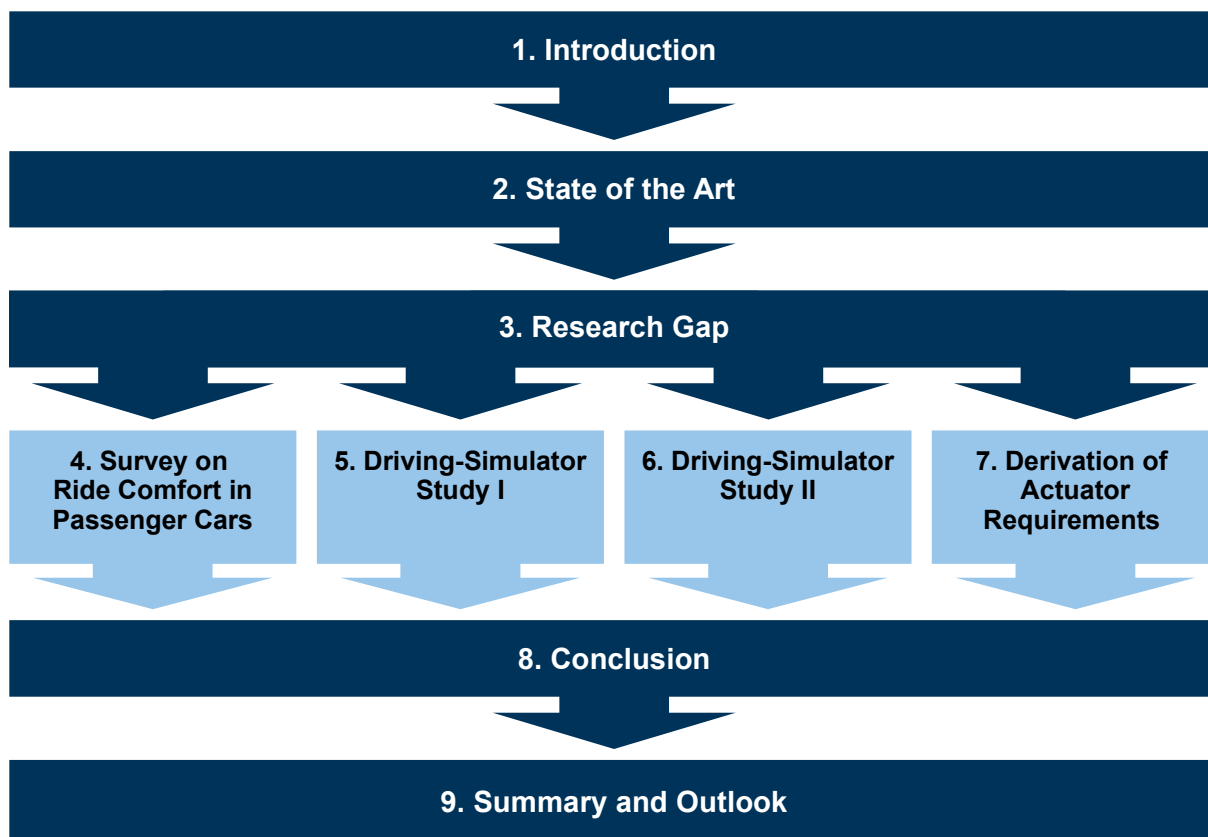 1. Introduction
2. State of the Art
3. Research Gap
4. Survey on
Ride Comfort in
Passenger Cars
5. Driving-Simulator
Study I
6. Driving-Simulator
Study II
7. Derivation of
Actuator
Requirements
8. Conclusion
9. Summary and Outlook